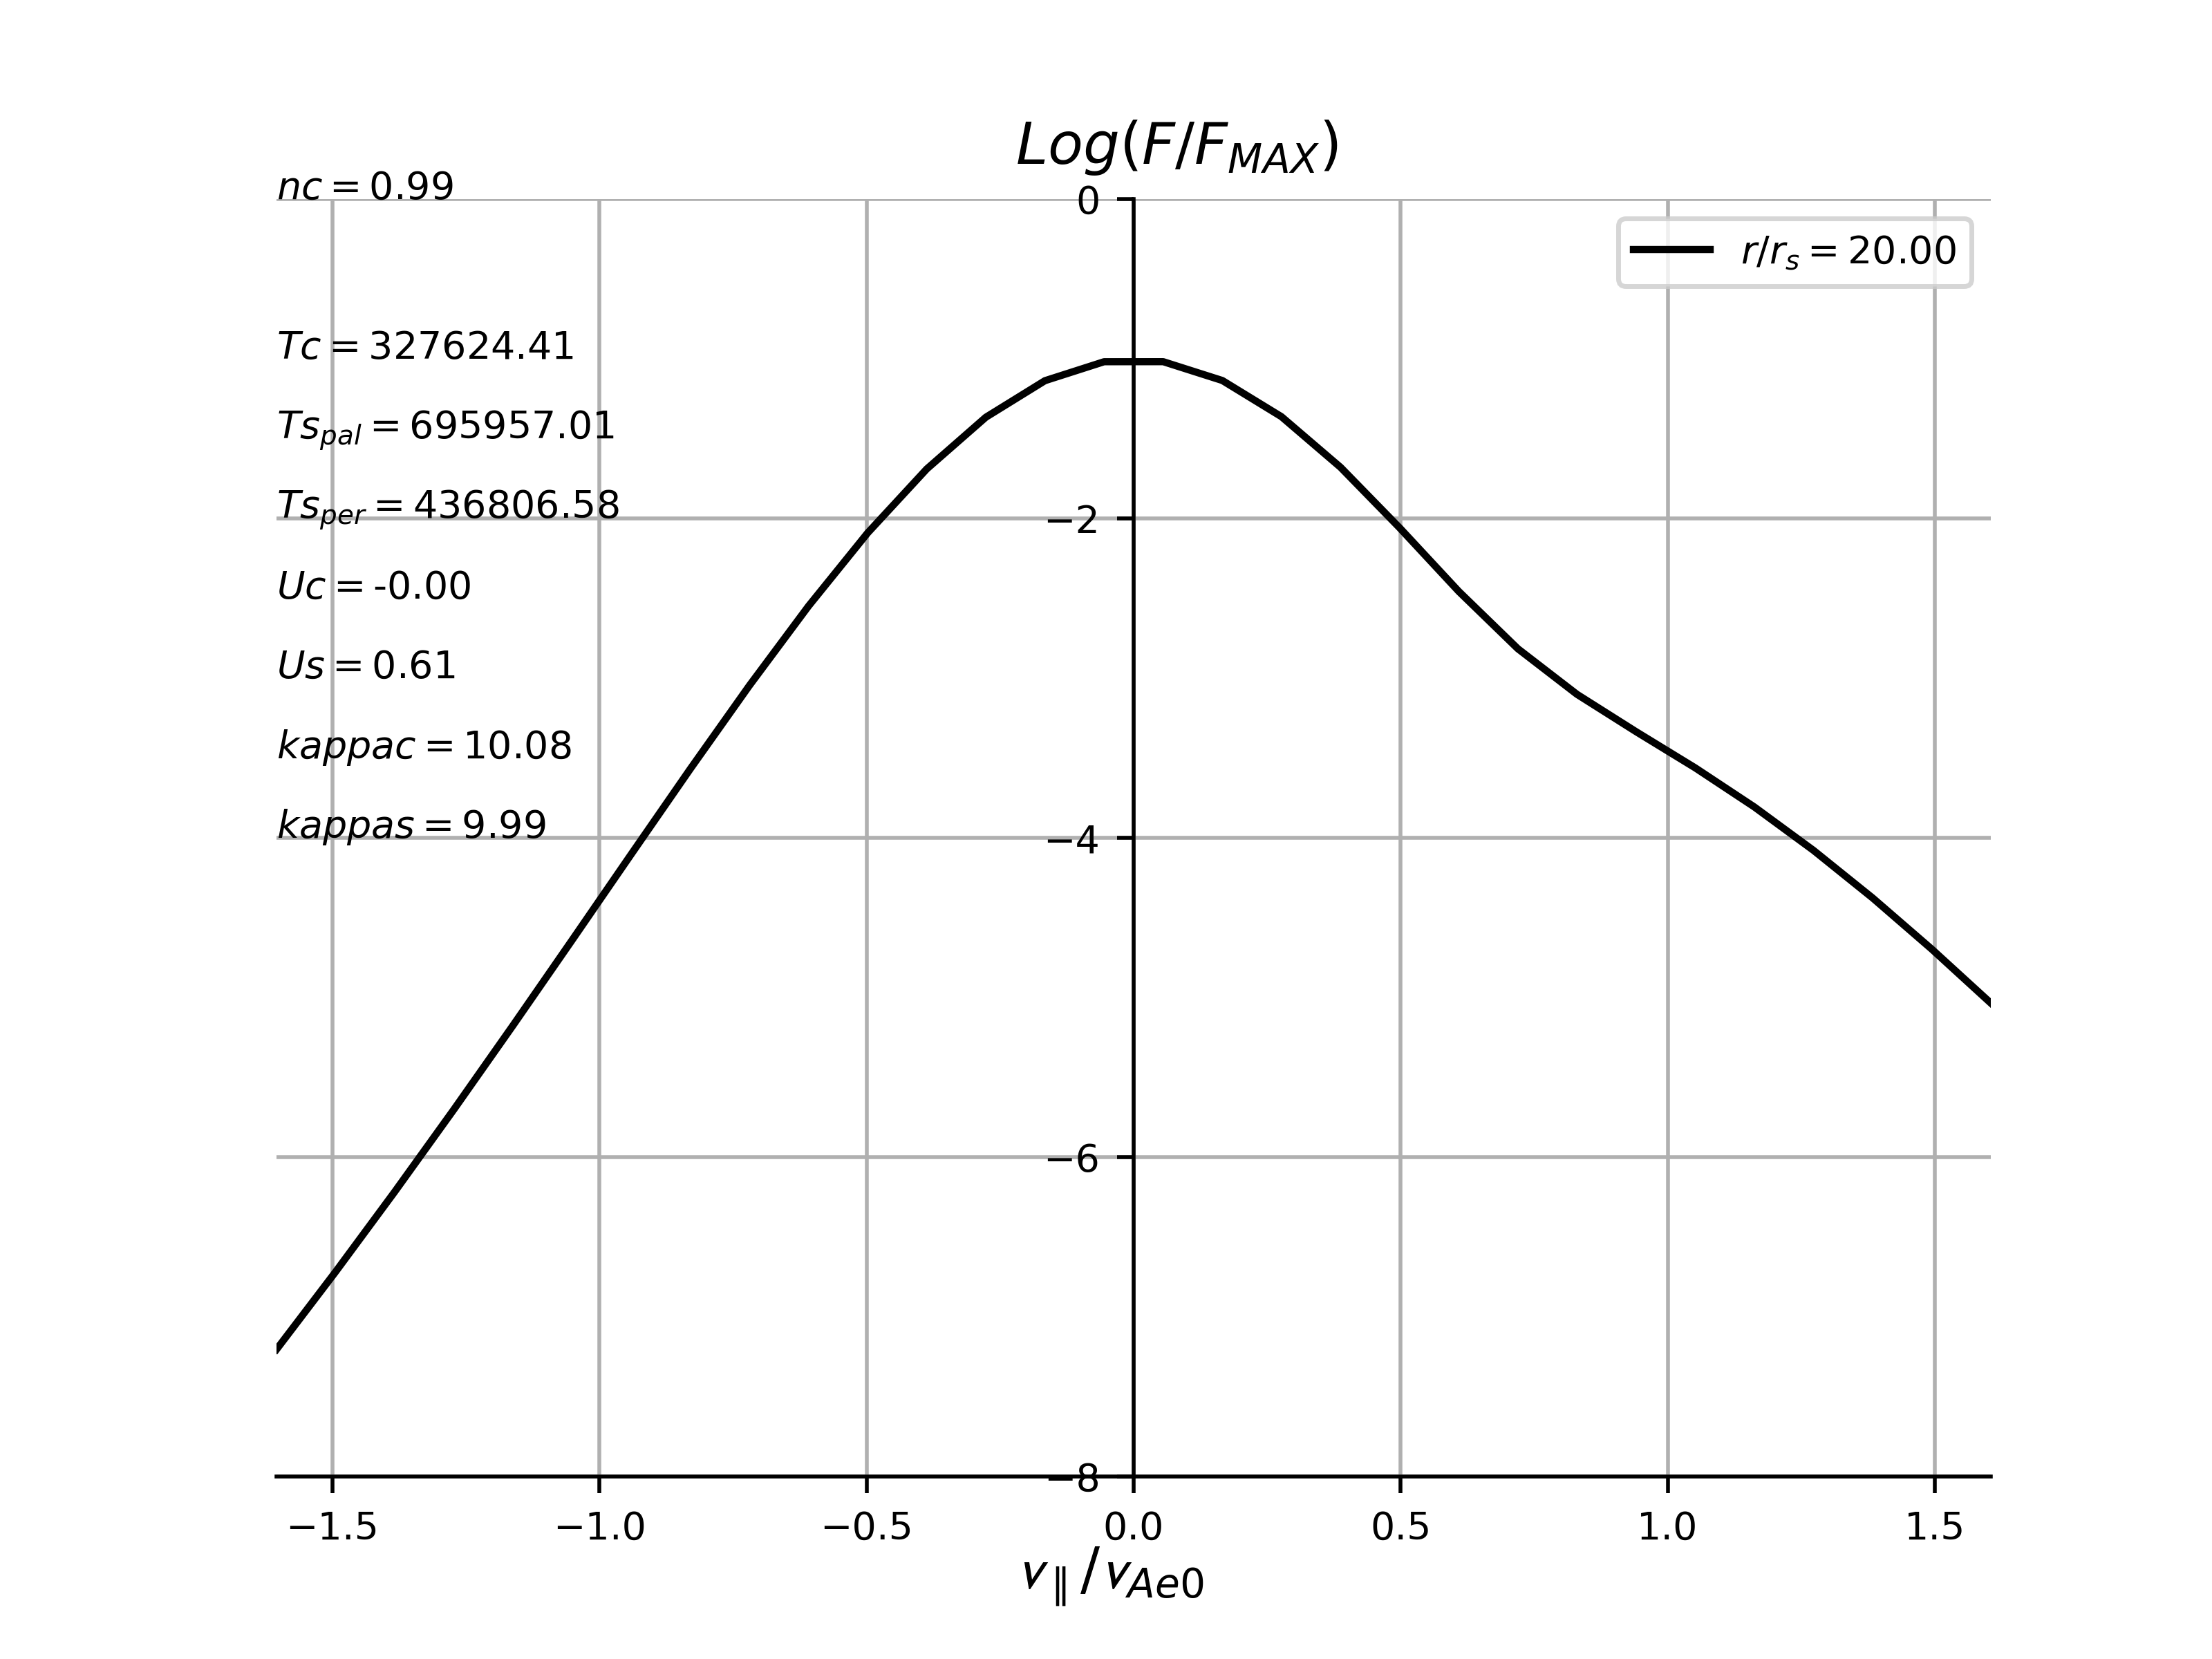 Log(F/F_MAX)
nc = 0.99
0
r/r_s = 20.00
Tc = 327624.41
Ts_pal = 695957.01
Ts_per = 436806.58
−2
Uc = -0.00
Us = 0.61
kappac = 10.08
kappas = 9.99
−4
−6
−8
−1.5 −1.0 −0.5 0.0 0.5 1.0 1.5
v_∥/v_Ae0